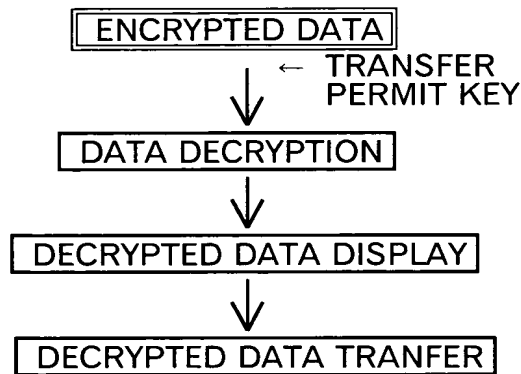 ENCRYPTED DATA
← TRANSFER
PERMIT KEY
DATA DECRYPTION
DECRYPTED DATA DISPLAY
DECRYPTED DATA TRANFER